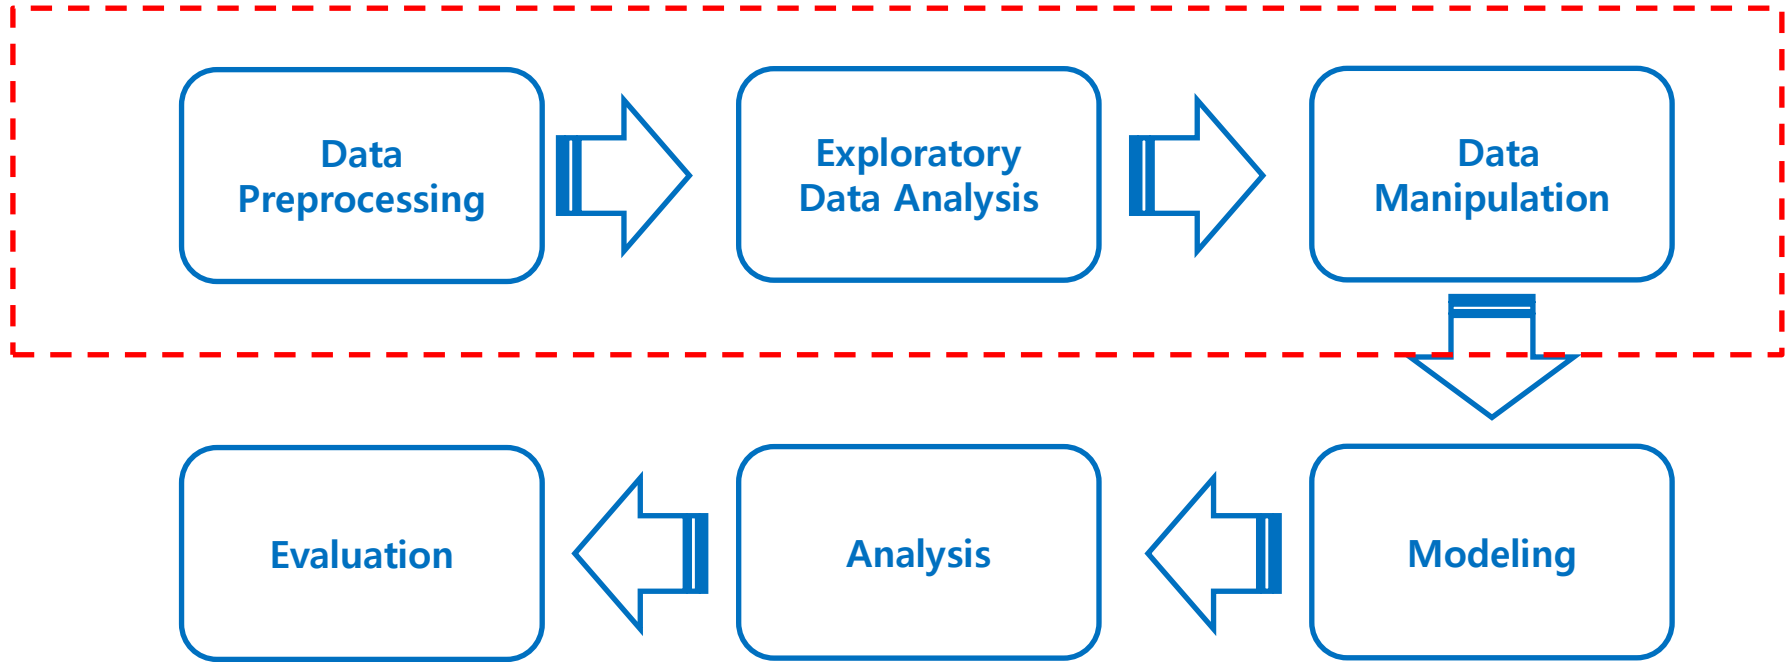 Data
Preprocessing
Exploratory
Data Analysis
Data
Manipulation
Modeling
Analysis
Evaluation